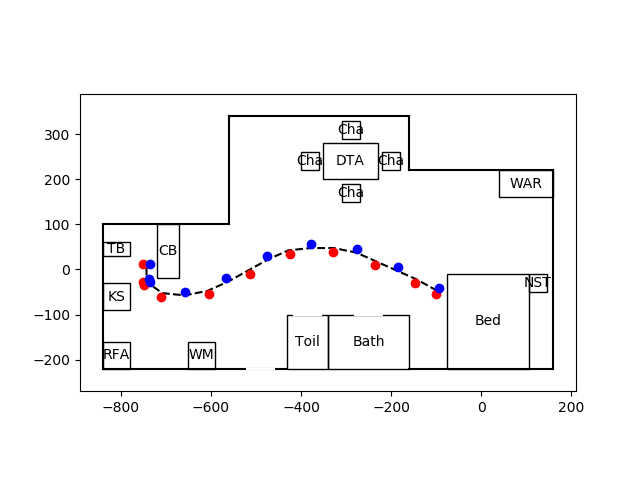 300
200
100
0
−100
−200
−800
−600
−400
−200
0
200
Cha
Cha
DTA
Cha
Cha
WAR
TB
CB
KS
NST
Bed
RFA
WM
Toil
Bath